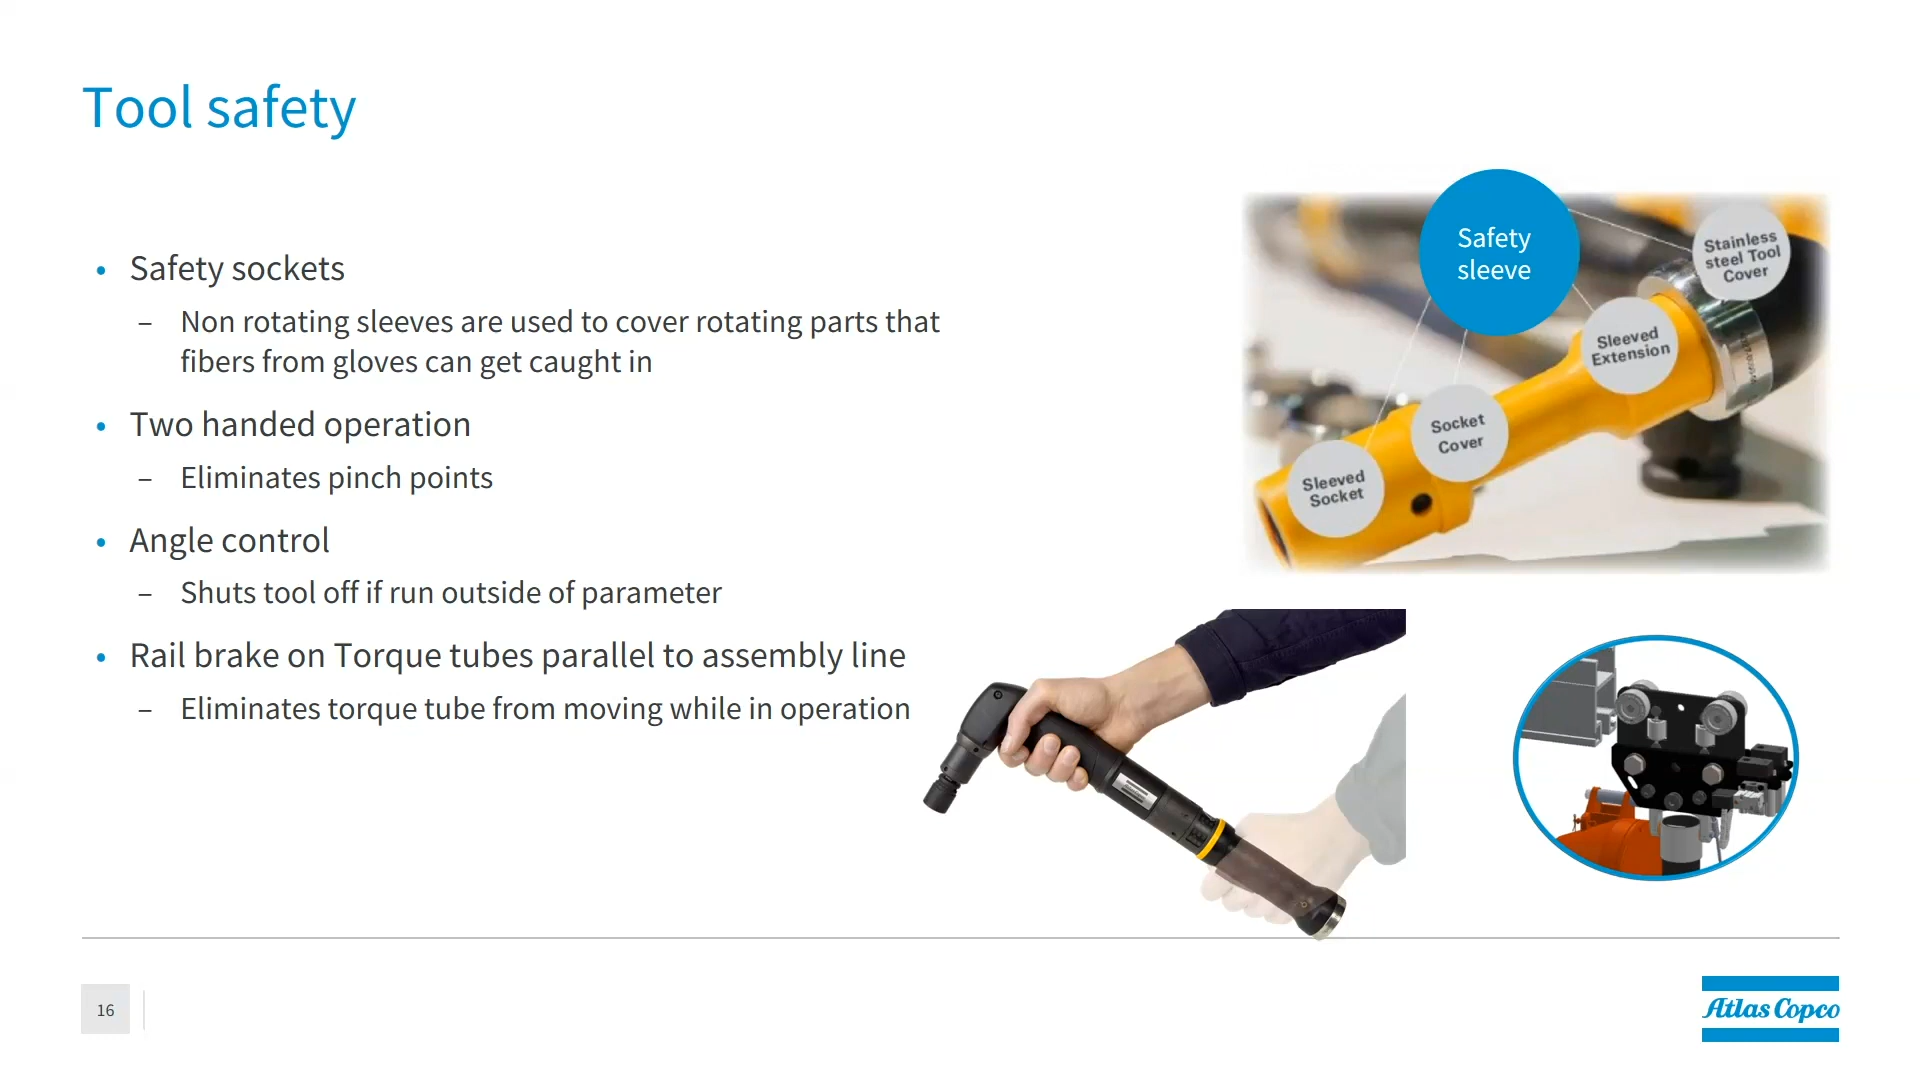 Tool safety
• Safety sockets
– Non rotating sleeves are used to cover rotating parts that
fibers from gloves can get caught in
• Two handed operation
– Eliminates pinch points
• Angle control
– Shuts tool off if run outside of parameter
• Rail brake on Torque tubes parallel to assembly line
– Eliminates torque tube from moving while in operation
Safety
sleeve
Stainless
steel Tool
Cover
Sleeved
Extension
Socket
Cover
Sleeved
Socket
16
Atlas Copco